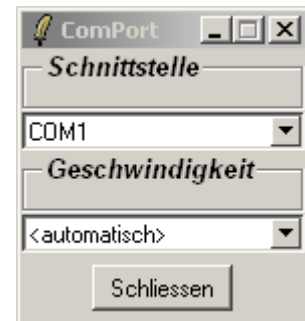 ComPort
Schnittstelle
COM1
Geschwindigkeit
<automatisch>
Schliessen